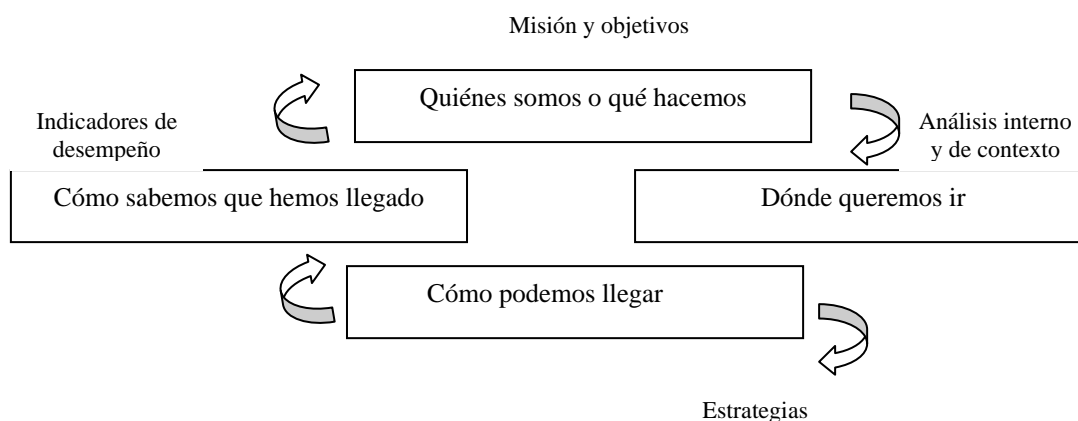 Misión y objetivos
Quiénes somos o qué hacemos
Indicadores de
desempeño
Análisis interno
y de contexto
Cómo sabemos que hemos llegado
Dónde queremos ir
Cómo podemos llegar
Estrategias